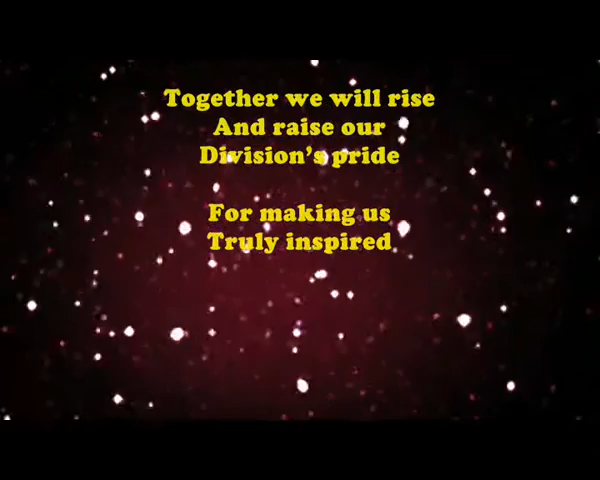 Together we will rise
And raise our
Division's pride
For making us
Truly inspired